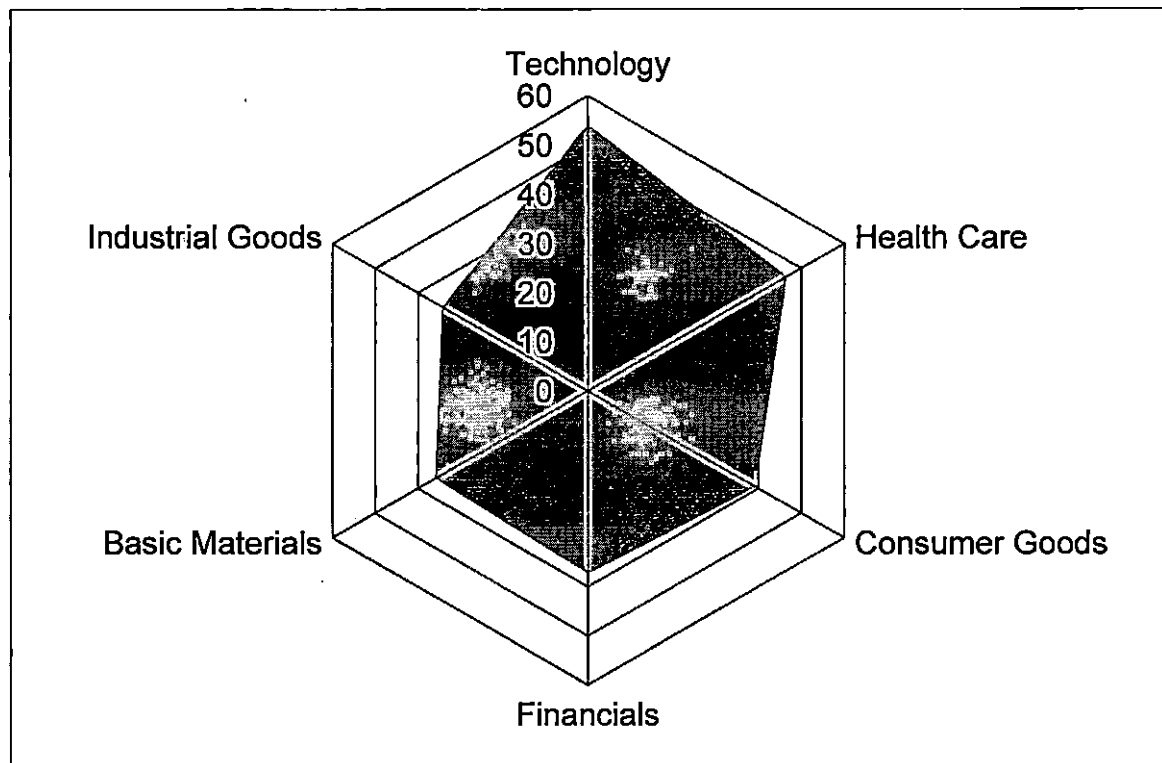 Technology
60
50
40
Industrial Goods
30
Health Care
20
10
0
Basic Materials
Consumer Goods
Financials